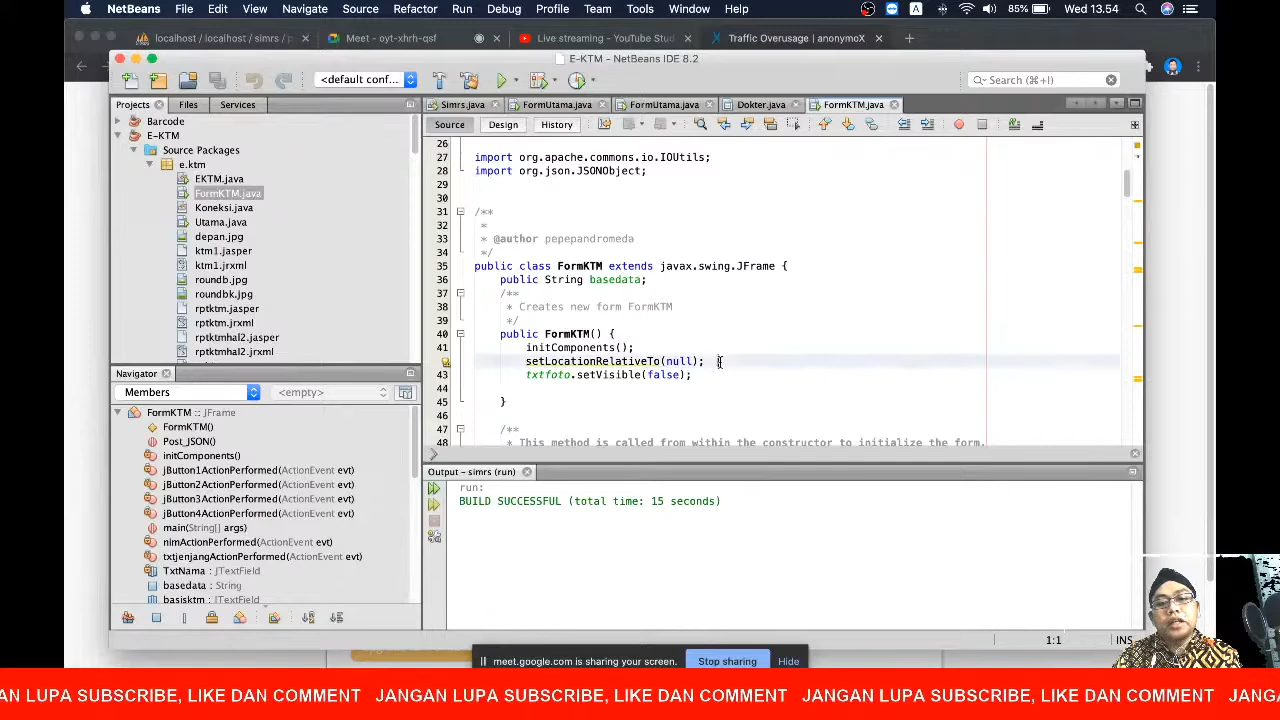 NetBeans File Edit View Navigate Source Refactor Run Debug Profile Team Tools Window Help
A 85% Wed 13.54
localhost / localhost / simrs / p
Meet - oyt-xhrh-qsf
Live streaming - YouTube Stud
Traffic Overusage | anonymoX
E-KTM - NetBeans IDE 8.2
<default conf...
Search (⌘+I)
Projects Files Services
Simrs.java FormUtama.java FormUtama.java Dokter.java FormKTM.java
Source Design History
Barcode
E-KTM
Source Packages
e.ktm
EKTM.java
FormKTM.java
Koneksi.java
Utama.java
depan.jpg
ktm1.jasper
ktm1.jrxml
roundb.jpg
roundbk.jpg
rptktm.jasper
rptktm.jrxml
rptktmhal2.jasper
rptktmhal2.jrxml
26
27 import org.apache.commons.io.IOUtils;
28 import org.json.JSONObject;
29
30
31 /**
32 *
33 * @author pepepandromeda
34 */
35 public class FormKTM extends javax.swing.JFrame {
36 public String basedata;
37 /**
38 * Creates new form FormKTM
39 */
40 public FormKTM() {
41 initComponents();
setLocationRelativeTo(null);
43 txtfoto.setVisible(false);
44
45 }
46
47 /**
48 * This method is called from within the constructor to initialize the form.
Navigator
Members <empty>
FormKTM :: JFrame
FormKTM()
Post_JSON()
initComponents()
jButton1ActionPerformed(ActionEvent evt)
jButton2ActionPerformed(ActionEvent evt)
jButton3ActionPerformed(ActionEvent evt)
jButton4ActionPerformed(ActionEvent evt)
main(String[] args)
nimActionPerformed(ActionEvent evt)
txtjenjangActionPerformed(ActionEvent evt)
TxtNama : JTextField
basedata : String
basisktm : JTextField
Output - simrs (run)
run:
BUILD SUCCESSFUL (total time: 15 seconds)
1:1 INS
meet.google.com is sharing your screen. Stop sharing Hide
AN LUPA SUBSCRIBE, LIKE DAN COMMENT JANGAN LUPA SUBSCRIBE, LIKE DAN COMMENT JANGAN LUPA SUBSCRIBE, LIKE DAN COMMENT JANG